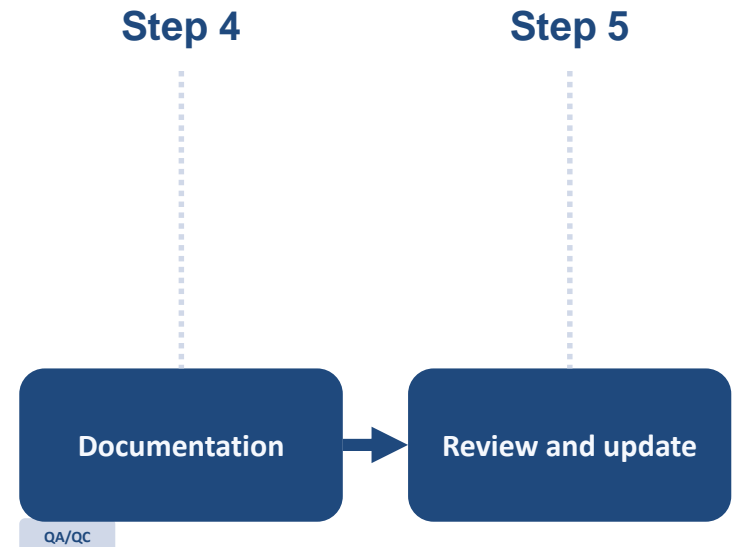 Step 4
Step 5
Documentation
Review and update
QA/QC